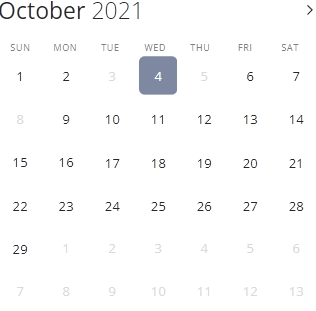 October 2021
SUN MON TUE WED THU FRI SAT
1 2 3 4 5 6 7
8 9 10 11 12 13 14
15 16 17 18 19 20 21
22 23 24 25 26 27 28
29 1 2 3 4 5 6
7 8 9 10 11 12 13